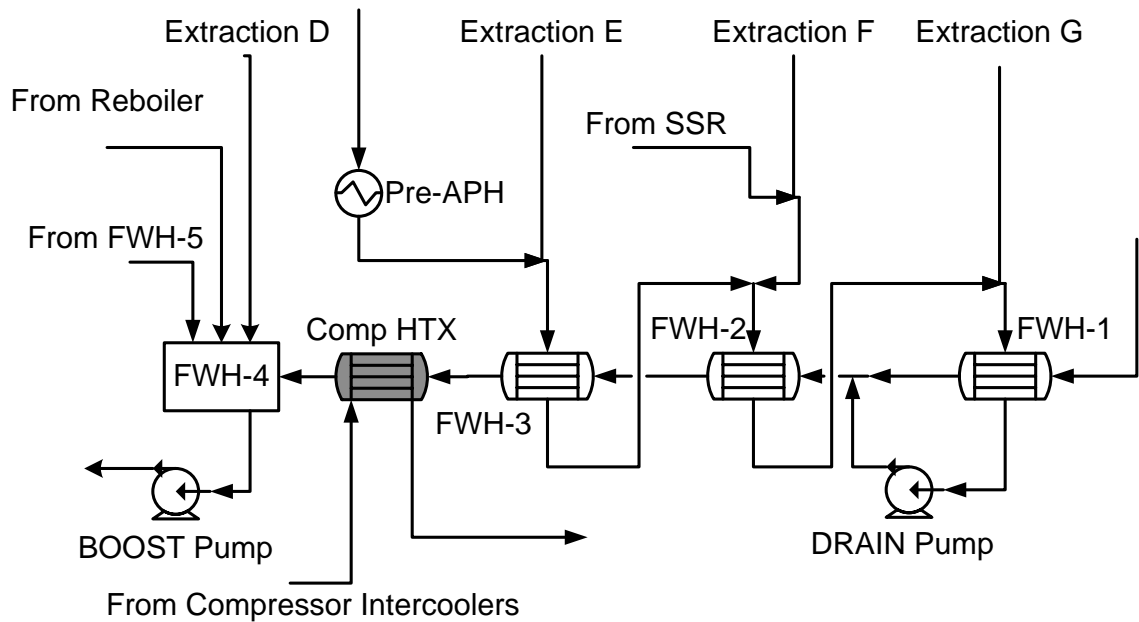 Extraction D
Extraction E
Extraction F
Extraction G
From Reboiler
From SSR
Pre-APH
From FWH-5
Comp HTX
FWH-2
FWH-1
FWH-4
FWH-3
BOOST Pump
DRAIN Pump
From Compressor Intercoolers